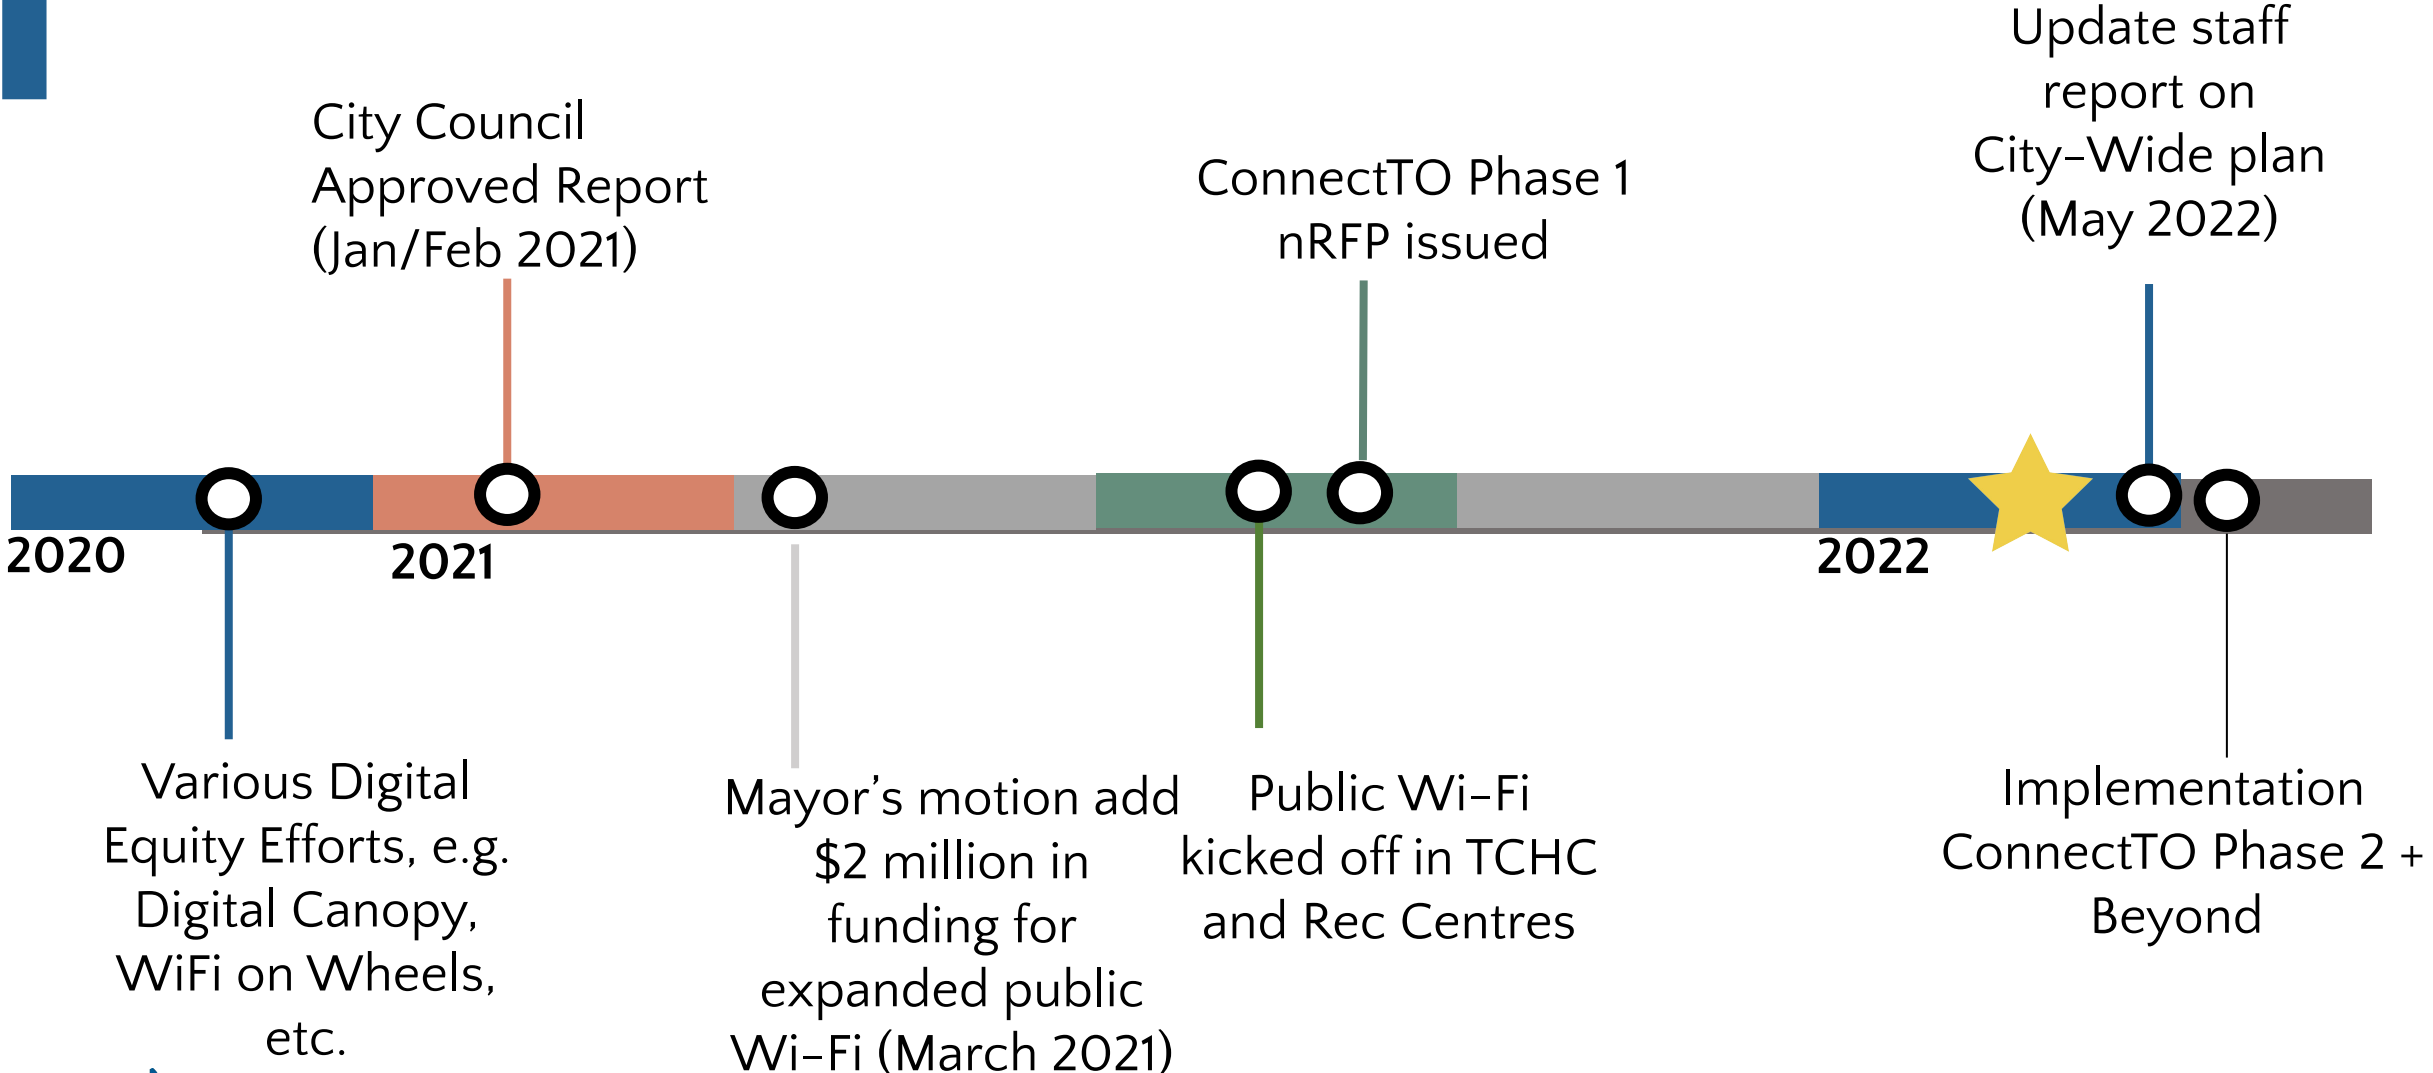 Update staff
report on
City-Wide plan
(May 2022)
City Council
Approved Report
(Jan/Feb 2021)
ConnectTO Phase 1
nRFP issued
2020
2021
2022
Various Digital
Equity Efforts, e.g.
Digital Canopy,
WiFi on Wheels,
etc.
Mayor's motion add
$2 million in
funding for
expanded public
Wi-Fi (March 2021)
Public Wi-Fi
kicked off in TCHC
and Rec Centres
Implementation
ConnectTO Phase 2 +
Beyond